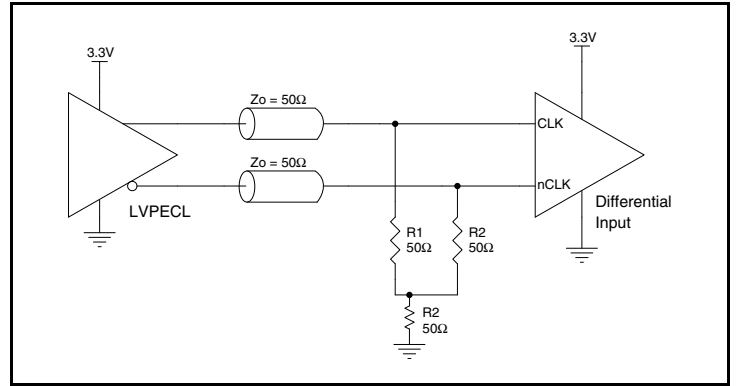 3.3V
3.3V
Zo = 50Ω
CLK
Zo = 50Ω
nCLK
LVPECL
Differential
Input
R1
50Ω
R2
50Ω
R2
50Ω